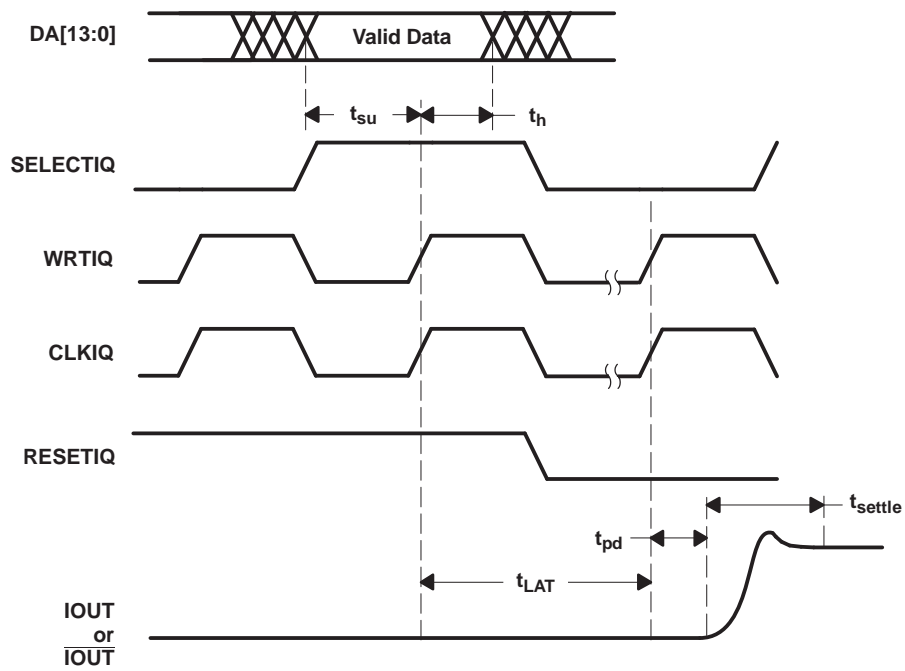 DA[13:0]
Valid Data
tsu
th
SELECTIQ
WRTIQ
CLKIQ
RESETIQ
tsettle
tpd
tLAT
IOUT
or
IOUT